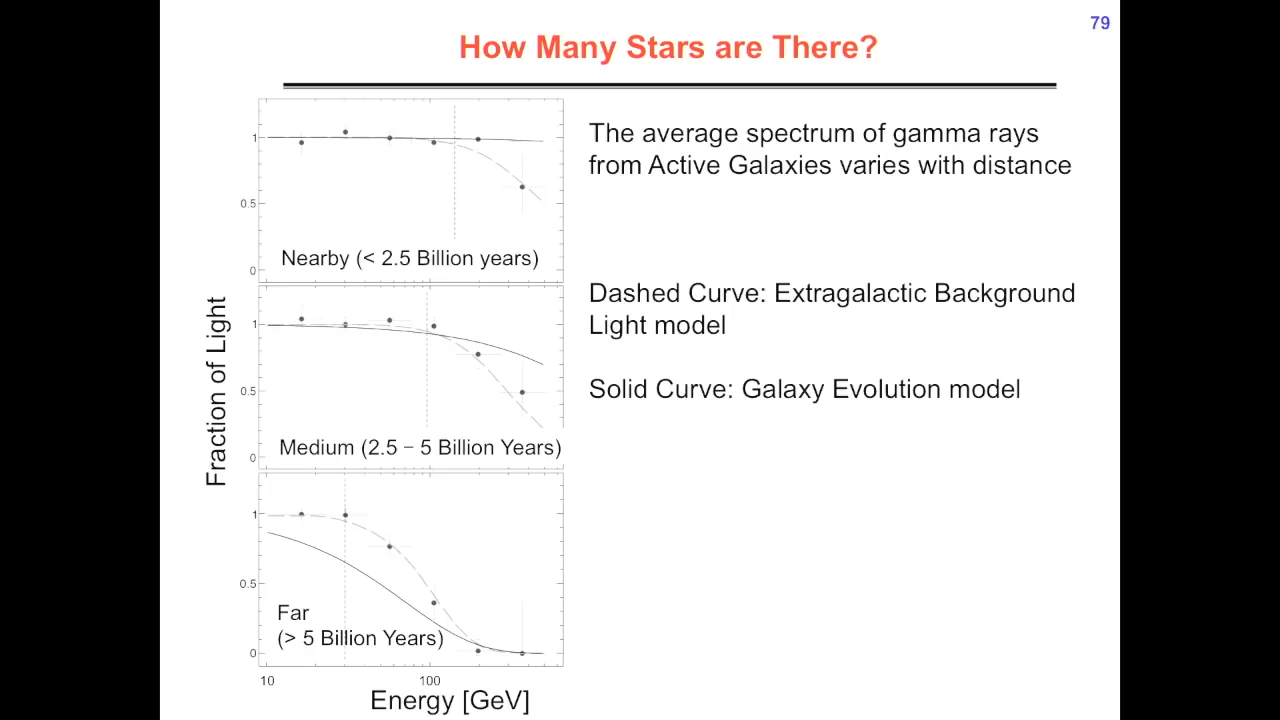 79
How Many Stars are There?
The average spectrum of gamma rays
from Active Galaxies varies with distance
Dashed Curve: Extragalactic Background
Light model
Solid Curve: Galaxy Evolution model
Fraction of Light
1
0.5
0
Nearby (< 2.5 Billion years)
1
0.5
0
Medium (2.5 − 5 Billion Years)
1
0.5
0
Far
(> 5 Billion Years)
10
100
Energy [GeV]